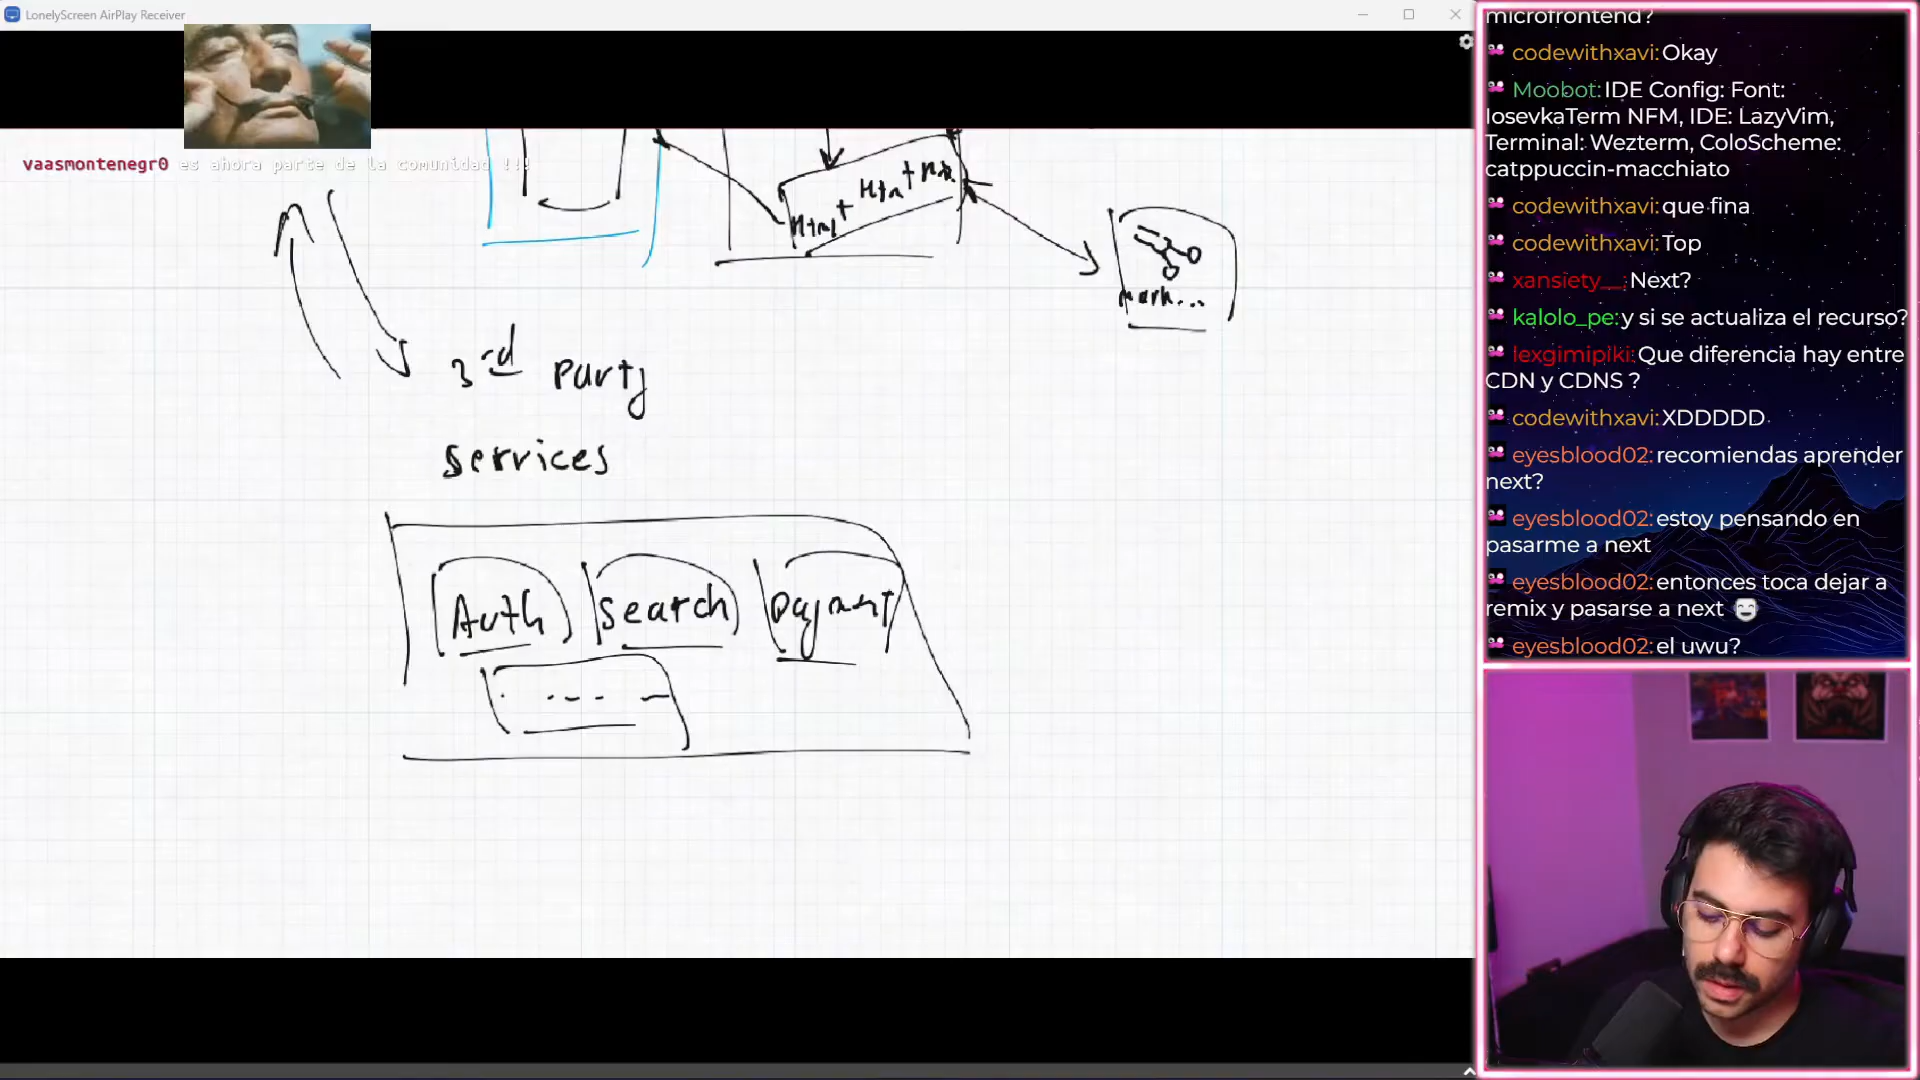 LonelyScreen AirPlay Receiver
vaasmontenegr0 es ahora parte de la comunidad !!!
Html + Htm +
3rd party
services
Auth
Search
Payment
microfrontend?
codewithxavi: Okay
Moobot: IDE Config: Font:
IosevkaTerm NFM, IDE: LazyVim,
Terminal: Wezterm, ColoScheme:
catppuccin-macchiato
codewithxavi: que fina
codewithxavi: Top
xansiety__: Next?
kalolo_pe: y si se actualiza el recurso?
lexgimipiki: Que diferencia hay entre
CDN y CDNS ?
codewithxavi: XDDDDD
eyesblood02: recomiendas aprender
next?
eyesblood02: estoy pensando en
pasarme a next
eyesblood02: entonces toca dejar a
remix y pasarse a next
eyesblood02: el uwu?